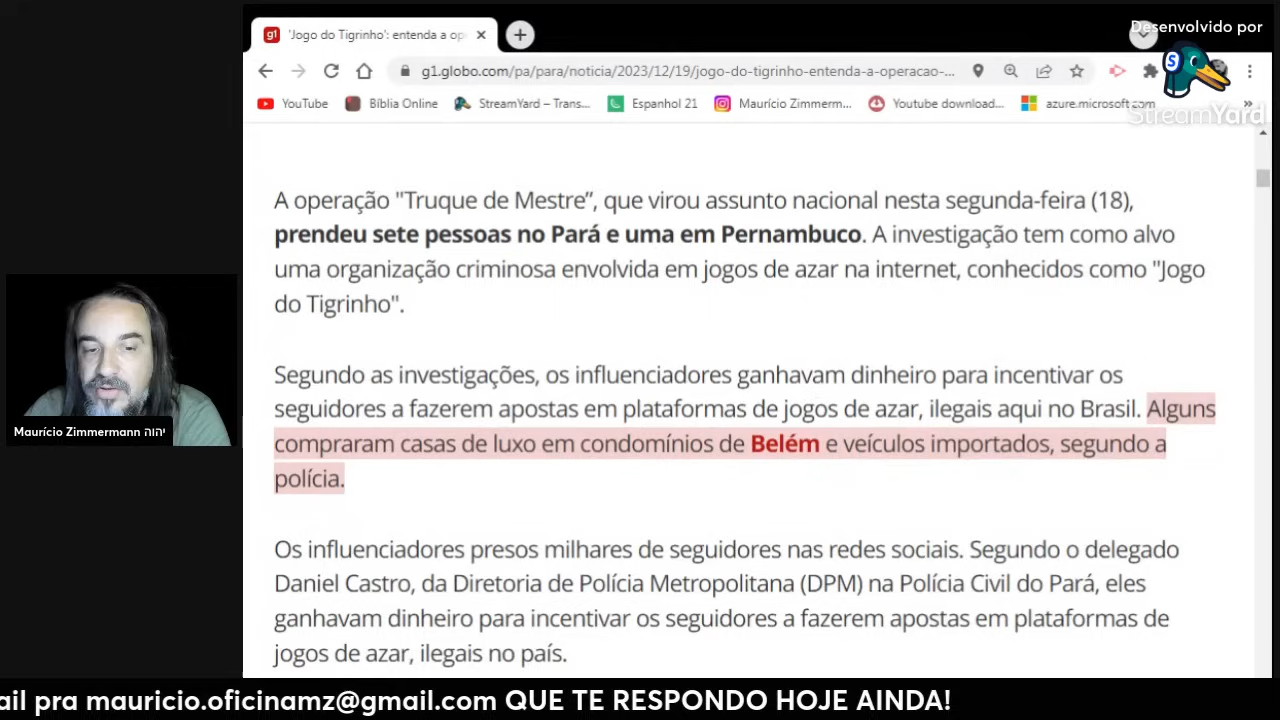 'Jogo do Tigrinho': entenda a op
Desenvolvido por
g1.globo.com/pa/para/noticia/2023/12/19/jogo-do-tigrinho-entenda-a-operacao-...
YouTube
Bíblia Online
StreamYard – Trans...
Espanhol 21
Maurício Zimmerm...
Youtube download...
azure.microsoft.com
»
StreamYard
A operação "Truque de Mestre”, que virou assunto nacional nesta segunda-feira (18),
prendeu sete pessoas no Pará e uma em Pernambuco. A investigação tem como alvo
uma organização criminosa envolvida em jogos de azar na internet, conhecidos como "Jogo
do Tigrinho".
Segundo as investigações, os influenciadores ganhavam dinheiro para incentivar os
seguidores a fazerem apostas em plataformas de jogos de azar, ilegais aqui no Brasil. Alguns
compraram casas de luxo em condomínios de Belém e veículos importados, segundo a
polícia.
Os influenciadores presos milhares de seguidores nas redes sociais. Segundo o delegado
Daniel Castro, da Diretoria de Polícia Metropolitana (DPM) na Polícia Civil do Pará, eles
ganhavam dinheiro para incentivar os seguidores a fazerem apostas em plataformas de
jogos de azar, ilegais no país.
Maurício Zimmermann יהוה
ail pra mauricio.oficinamz@gmail.com QUE TE RESPONDO HOJE AINDA!